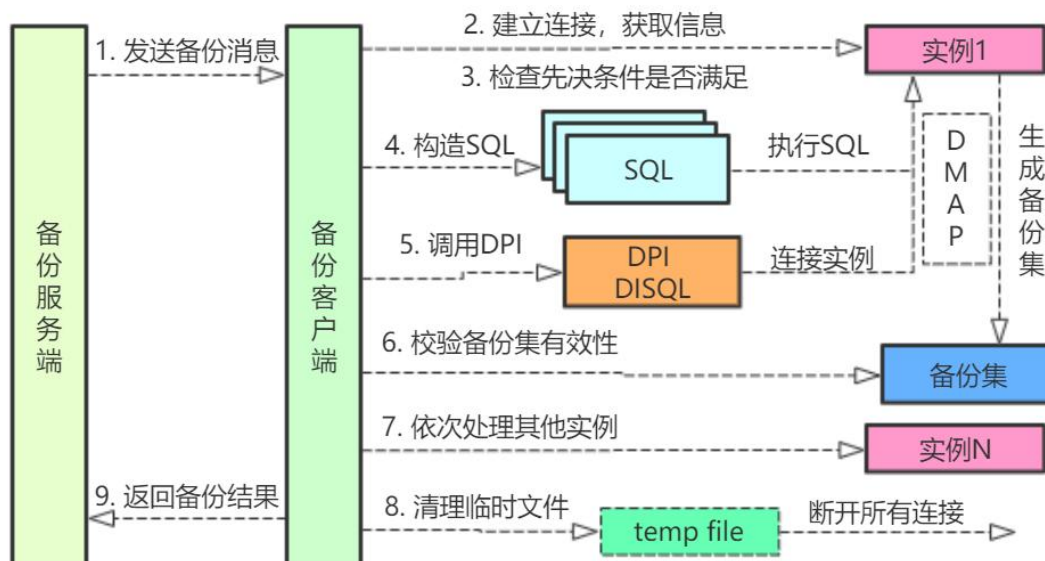 1. 发送备份消息
2. 建立连接，获取信息
实例1
3. 检查先决条件是否满足
4. 构造SQL
SQL
执行SQL
DMAP
生成备份集
备份服务端
备份客户端
5. 调用DPI
DPI
DISQL
连接实例
6. 校验备份集有效性
备份集
7. 依次处理其他实例
实例N
9. 返回备份结果
8. 清理临时文件
temp file
断开所有连接